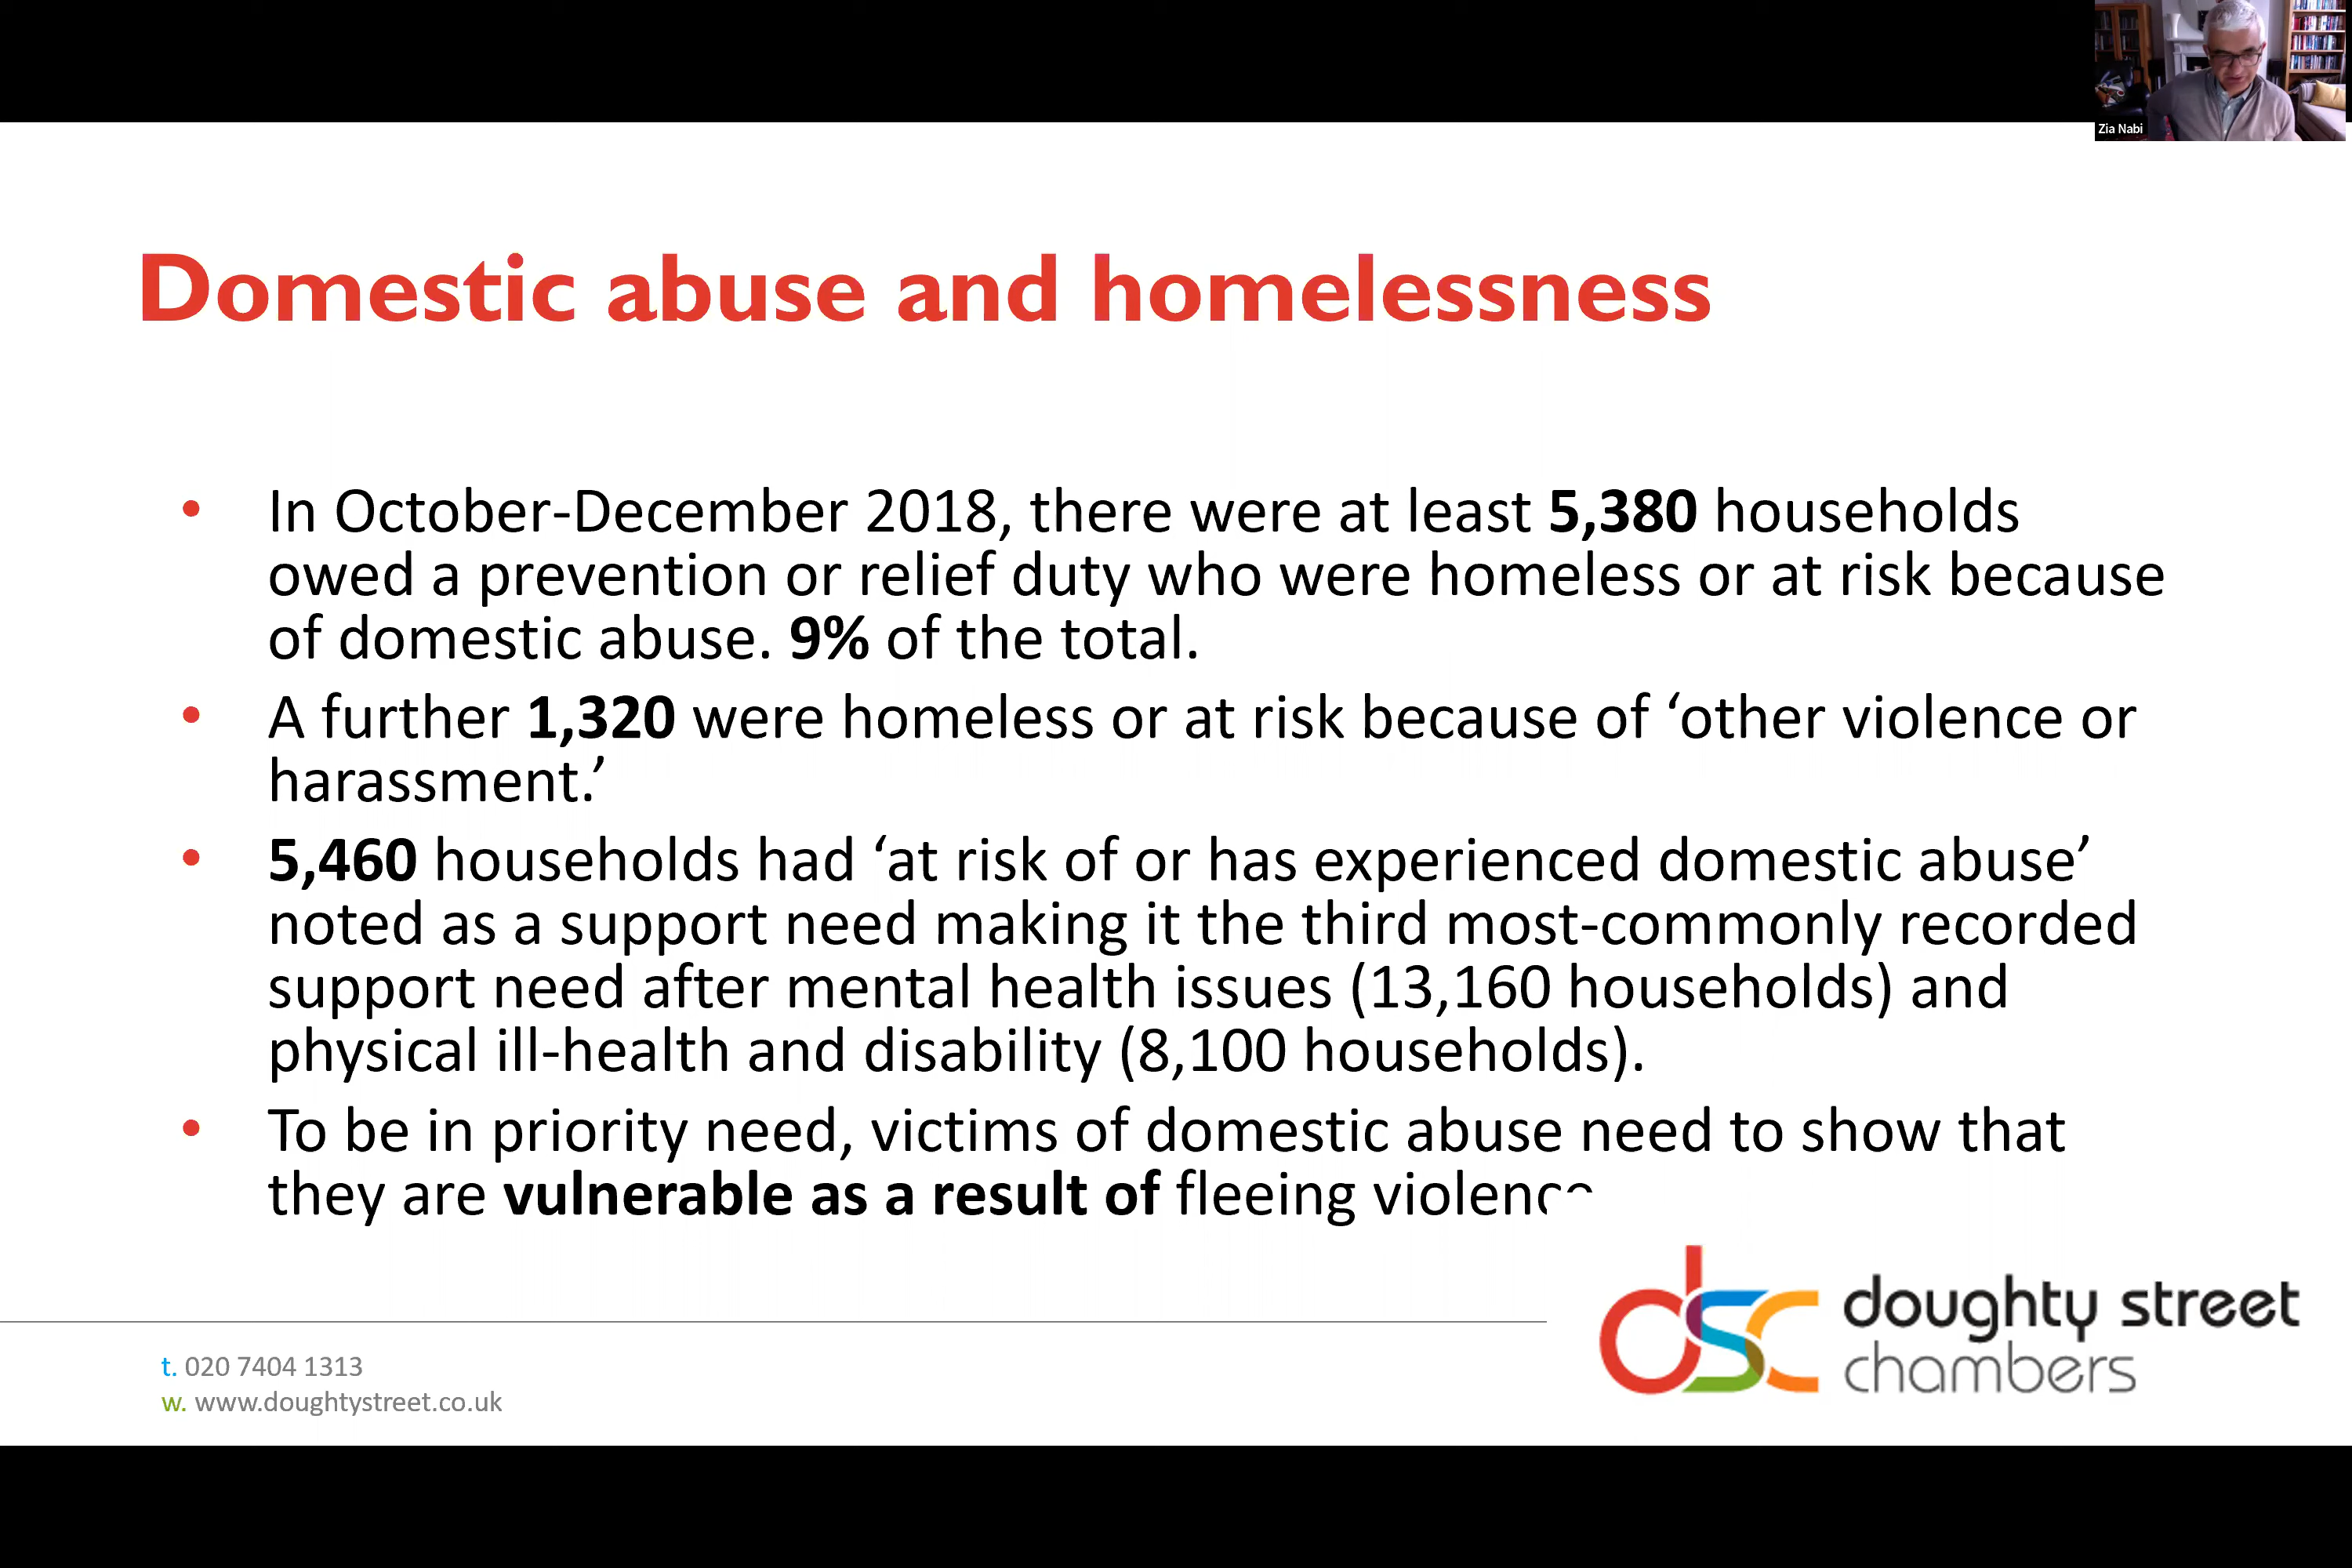 Zia Nabi
Domestic abuse and homelessness
• In October-December 2018, there were at least 5,380 households
owed a prevention or relief duty who were homeless or at risk because
of domestic abuse. 9% of the total.
• A further 1,320 were homeless or at risk because of ‘other violence or
harassment.’
• 5,460 households had ‘at risk of or has experienced domestic abuse’
noted as a support need making it the third most-commonly recorded
support need after mental health issues (13,160 households) and
physical ill-health and disability (8,100 households).
• To be in priority need, victims of domestic abuse need to show that
they are vulnerable as a result of fleeing violence
dsc doughty street
chambers
t. 020 7404 1313
w. www.doughtystreet.co.uk